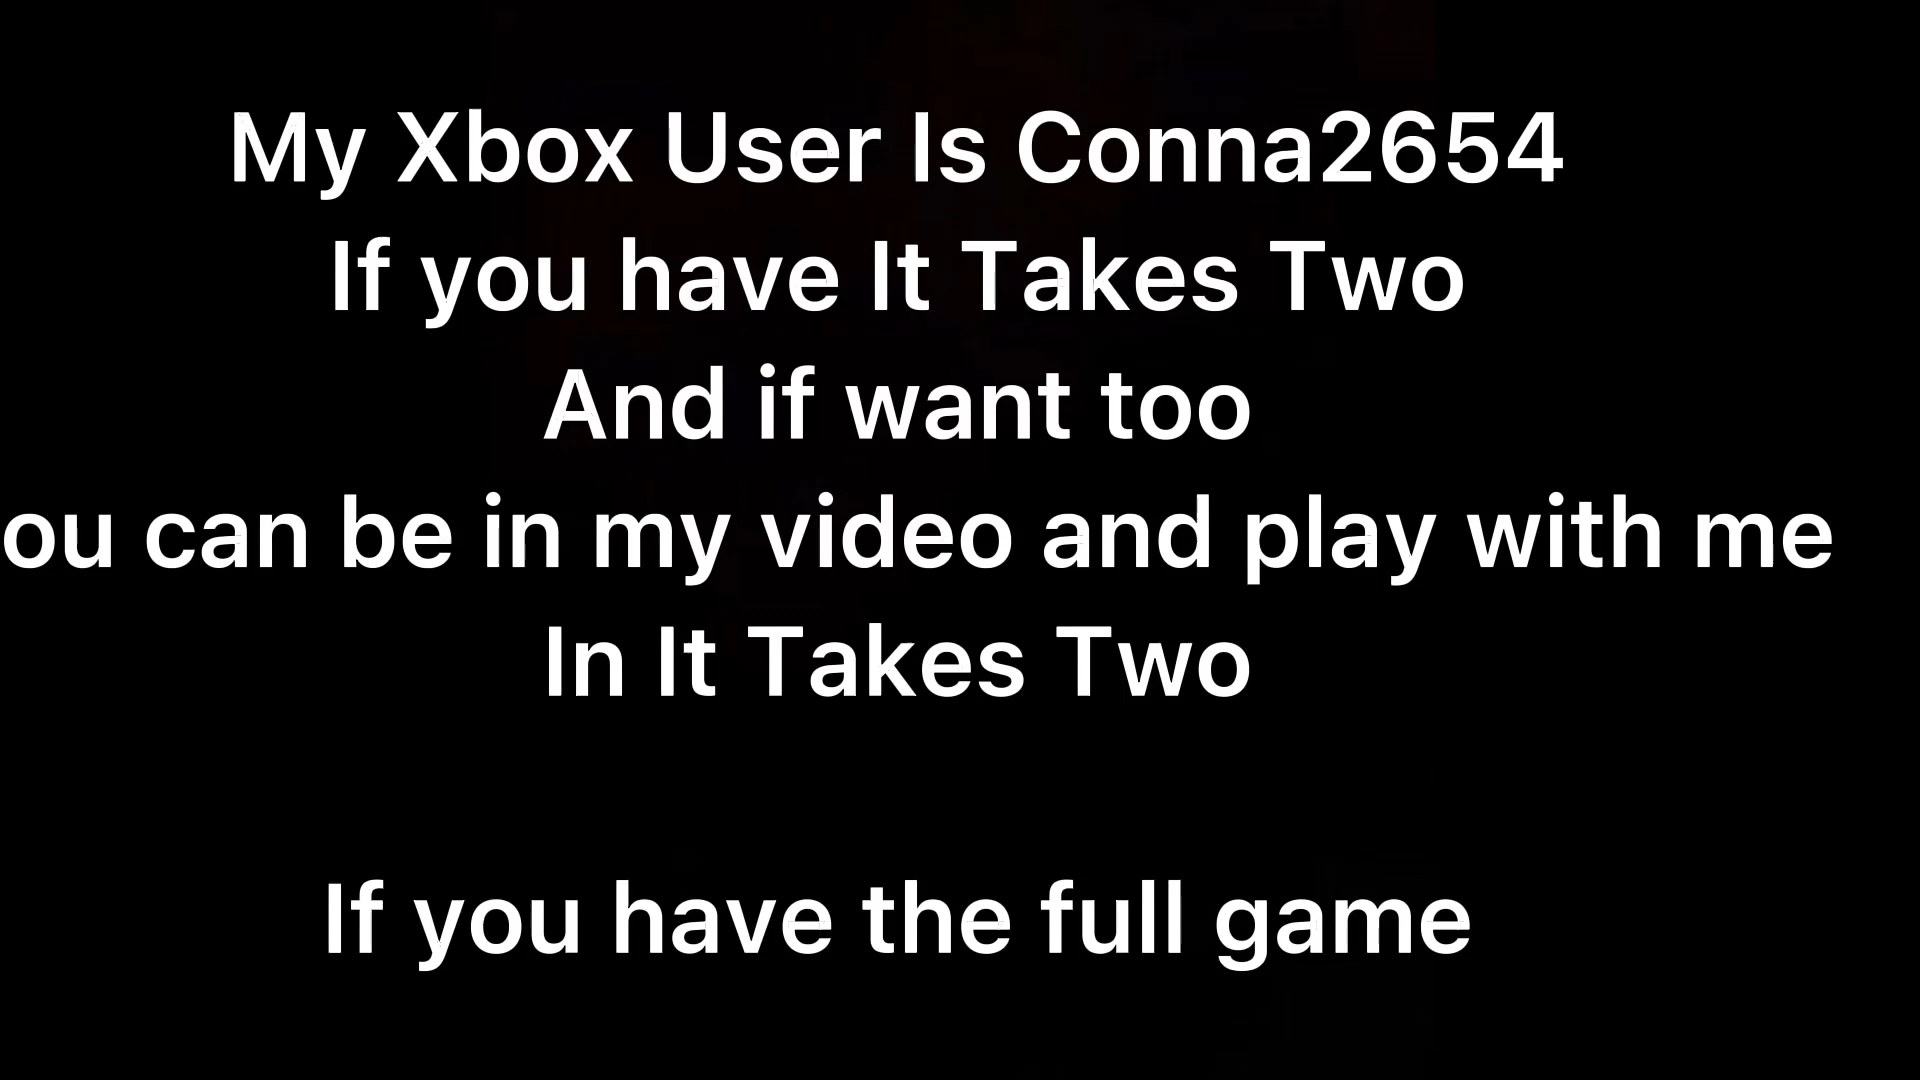 My Xbox User Is Conna2654
If you have It Takes Two
And if want too
ou can be in my video and play with me
In It Takes Two
If you have the full game